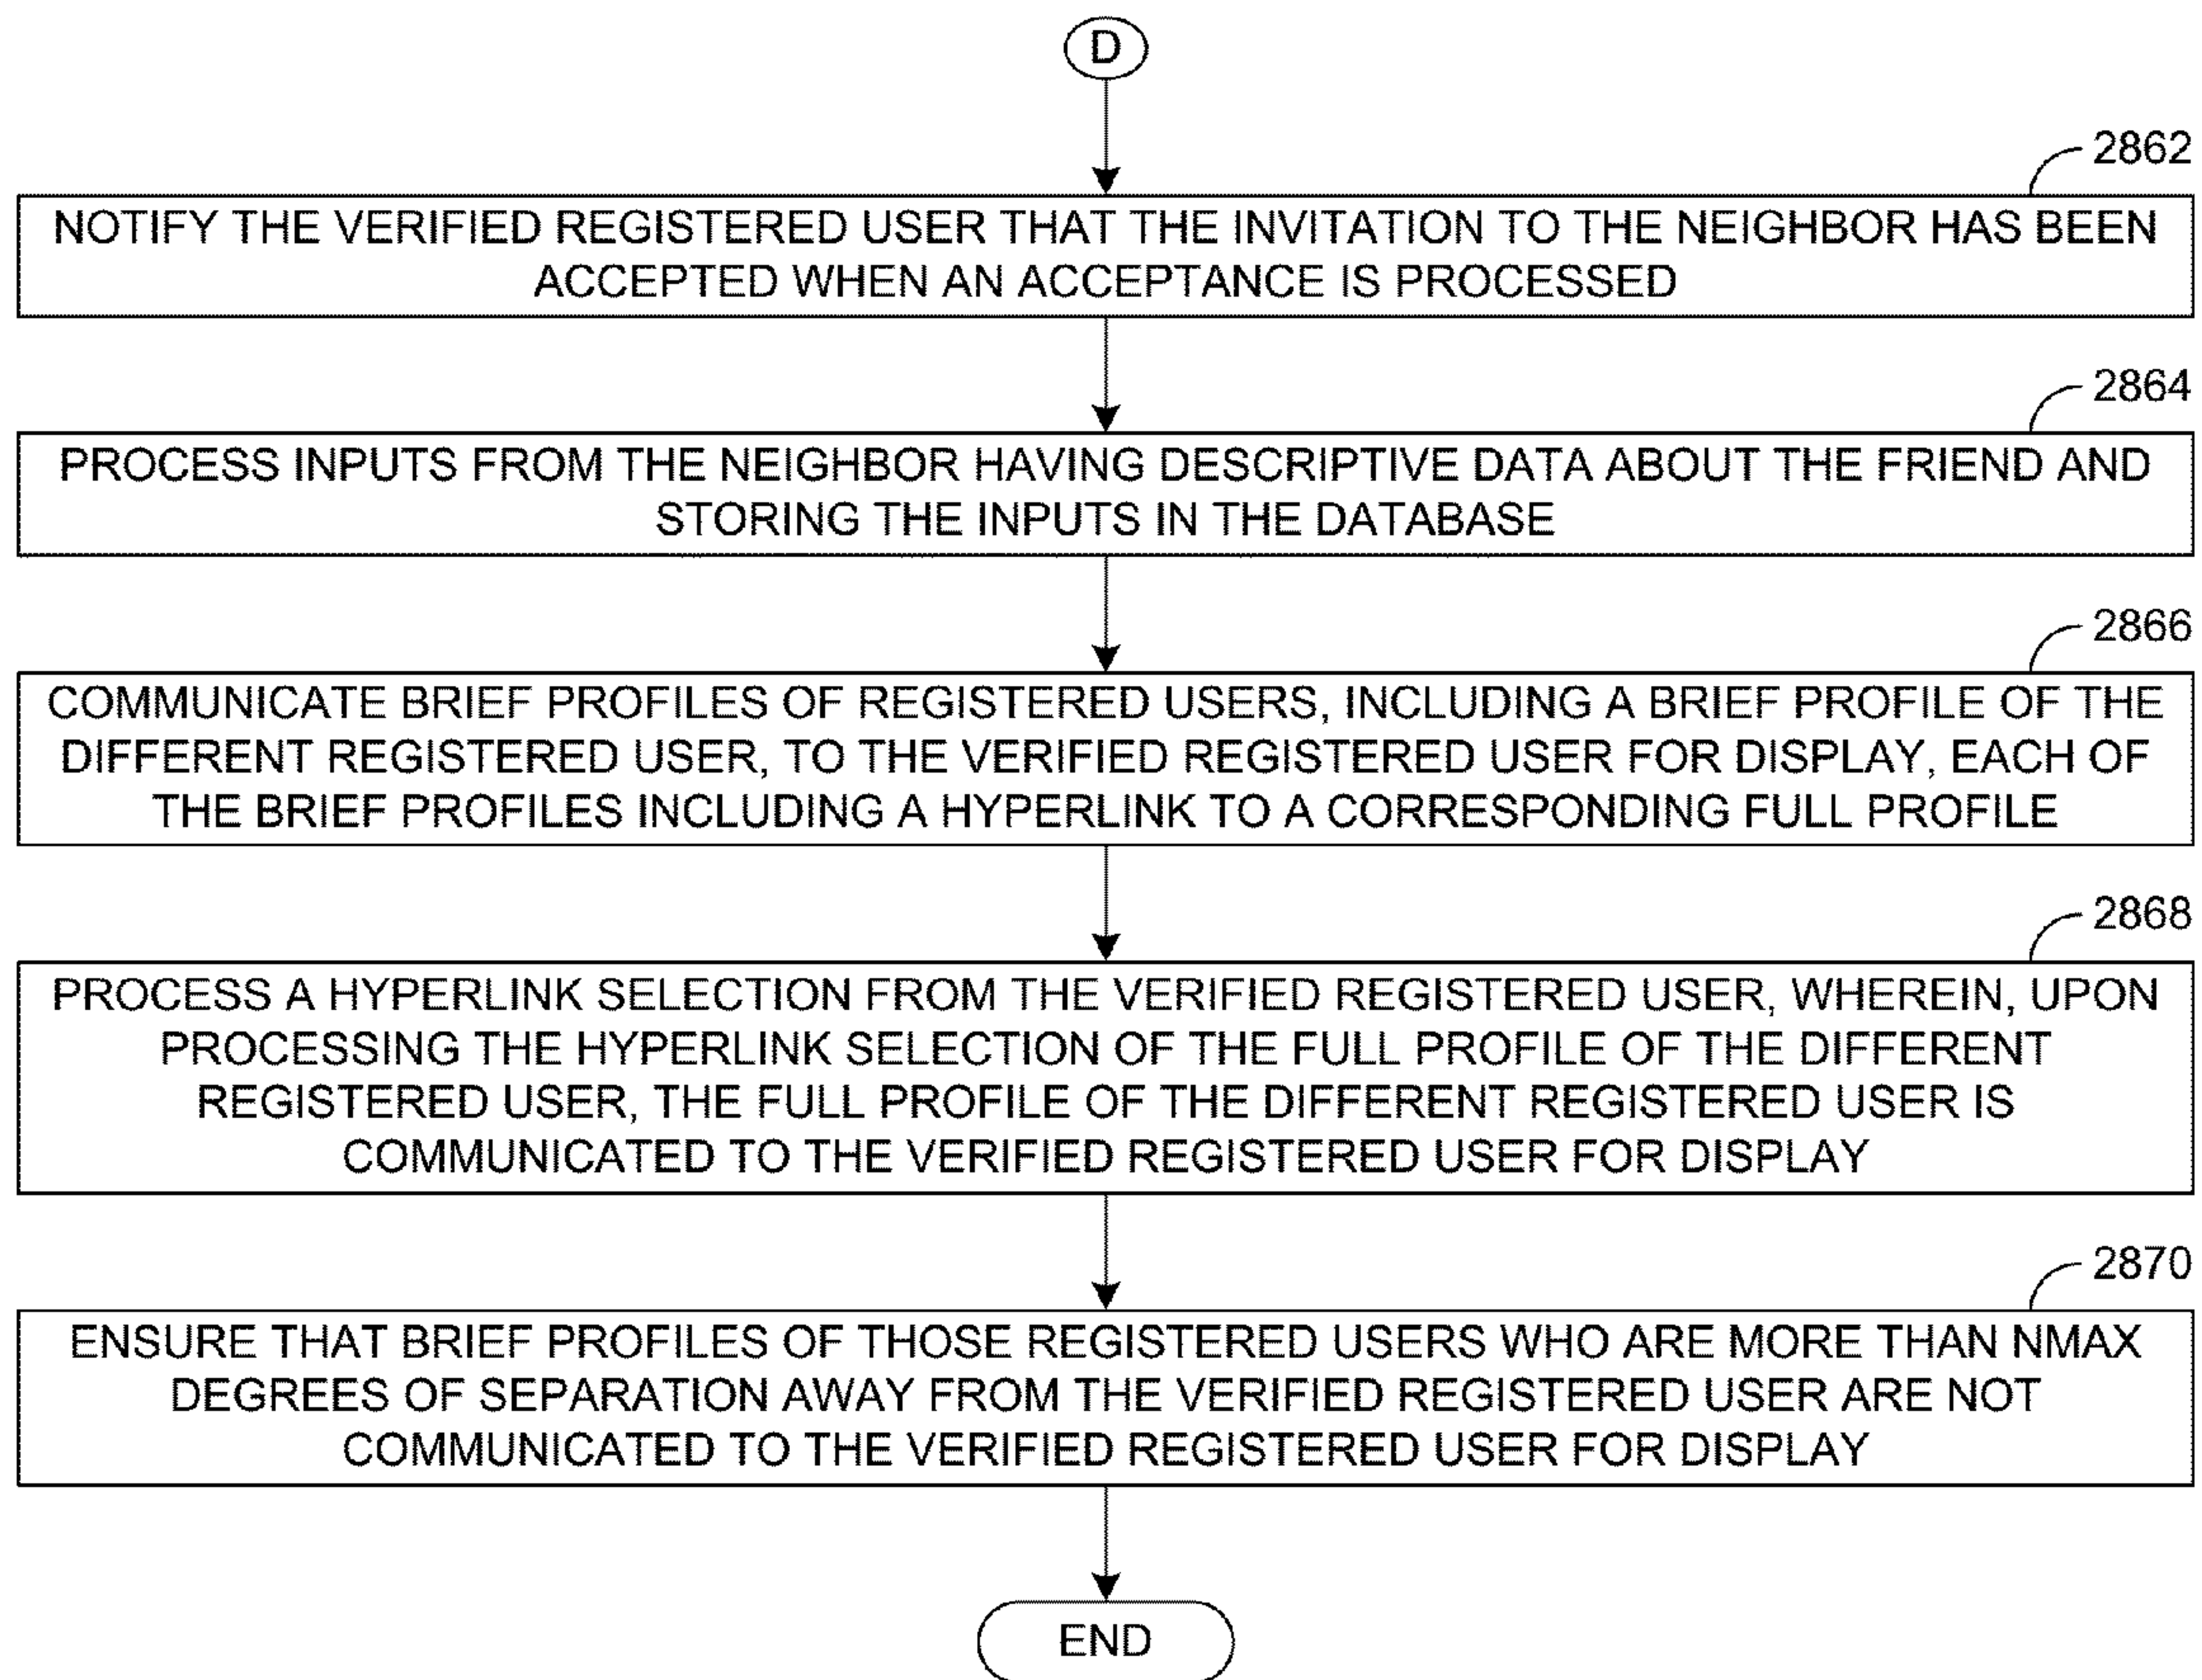 D
2862
NOTIFY THE VERIFIED REGISTERED USER THAT THE INVITATION TO THE NEIGHBOR HAS BEEN
ACCEPTED WHEN AN ACCEPTANCE IS PROCESSED
2864
PROCESS INPUTS FROM THE NEIGHBOR HAVING DESCRIPTIVE DATA ABOUT THE FRIEND AND
STORING THE INPUTS IN THE DATABASE
2866
COMMUNICATE BRIEF PROFILES OF REGISTERED USERS, INCLUDING A BRIEF PROFILE OF THE
DIFFERENT REGISTERED USER, TO THE VERIFIED REGISTERED USER FOR DISPLAY, EACH OF
THE BRIEF PROFILES INCLUDING A HYPERLINK TO A CORRESPONDING FULL PROFILE
2868
PROCESS A HYPERLINK SELECTION FROM THE VERIFIED REGISTERED USER, WHEREIN, UPON
PROCESSING THE HYPERLINK SELECTION OF THE FULL PROFILE OF THE DIFFERENT
REGISTERED USER, THE FULL PROFILE OF THE DIFFERENT REGISTERED USER IS
COMMUNICATED TO THE VERIFIED REGISTERED USER FOR DISPLAY
2870
ENSURE THAT BRIEF PROFILES OF THOSE REGISTERED USERS WHO ARE MORE THAN NMAX
DEGREES OF SEPARATION AWAY FROM THE VERIFIED REGISTERED USER ARE NOT
COMMUNICATED TO THE VERIFIED REGISTERED USER FOR DISPLAY
END